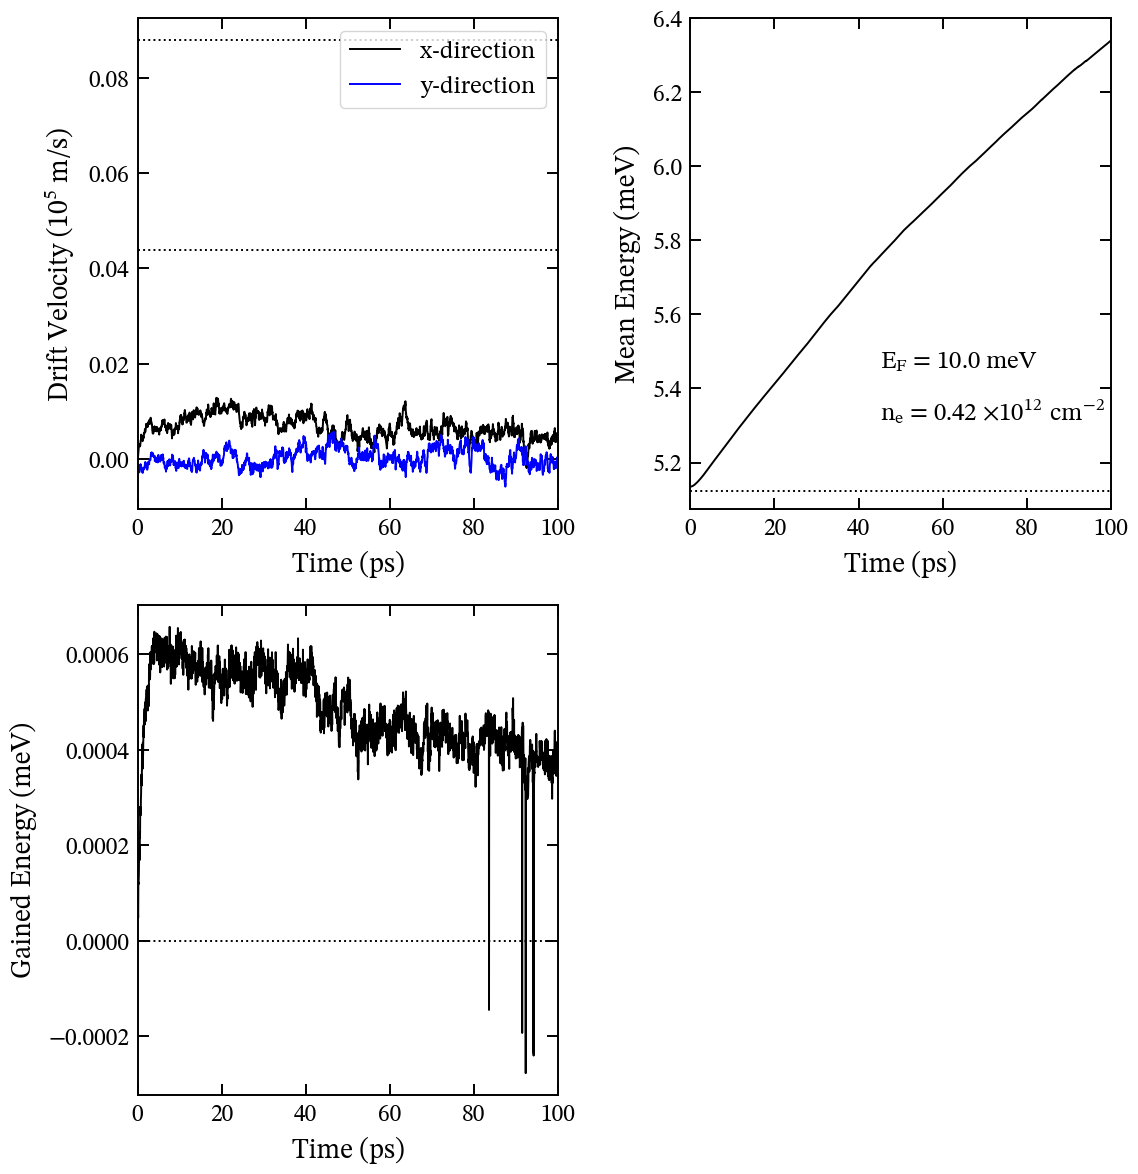 Drift Velocity (10⁵ m/s)
0.08
0.06
0.04
0.02
0.00
x-direction
y-direction
0 20 40 60 80 100
Time (ps)
Mean Energy (meV)
6.4
6.2
6.0
5.8
5.6
5.4
5.2
E_F = 10.0 meV
n_e = 0.42 ×10¹² cm⁻²
0 20 40 60 80 100
Time (ps)
Gained Energy (meV)
0.0006
0.0004
0.0002
0.0000
−0.0002
0 20 40 60 80 100
Time (ps)